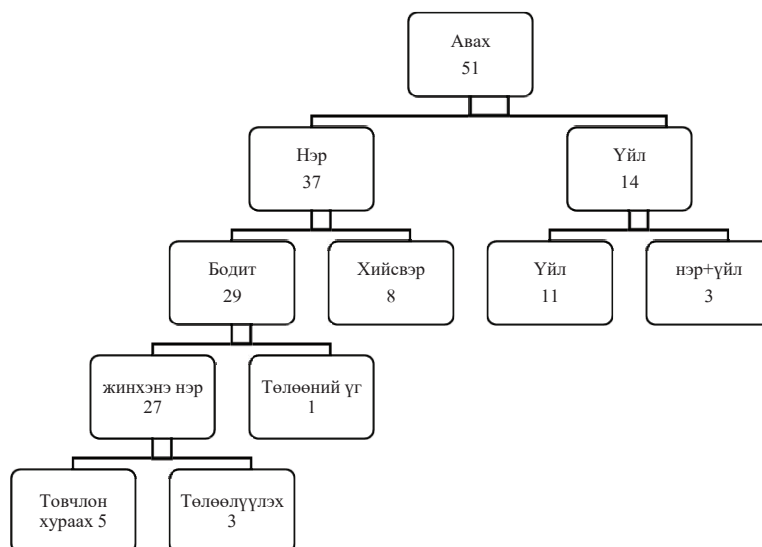 Авах
51
Нэр
37
Үйл
14
Бодит
29
Хийсвэр
8
Үйл
11
нэр+үйл
3
жинхэнэ нэр
27
Төлөөний үг
1
Товчлон
хураах 5
Төлөөлүүлэх
3